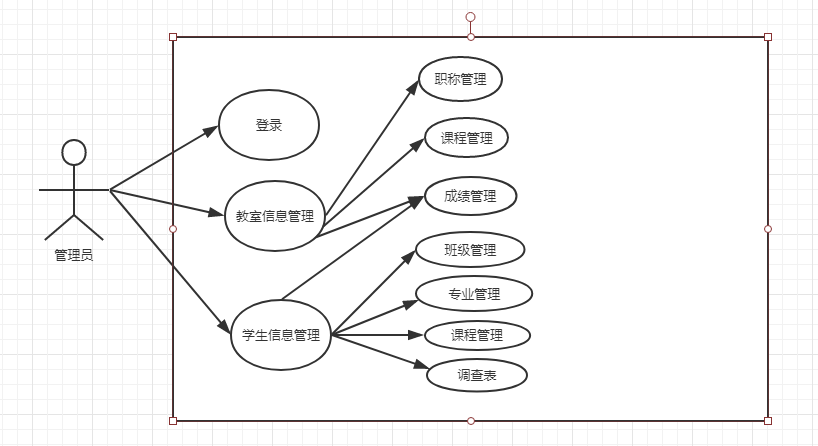 职称管理
登录
课程管理
成绩管理
教室信息管理
管理员
班级管理
专业管理
学生信息管理
课程管理
调查表